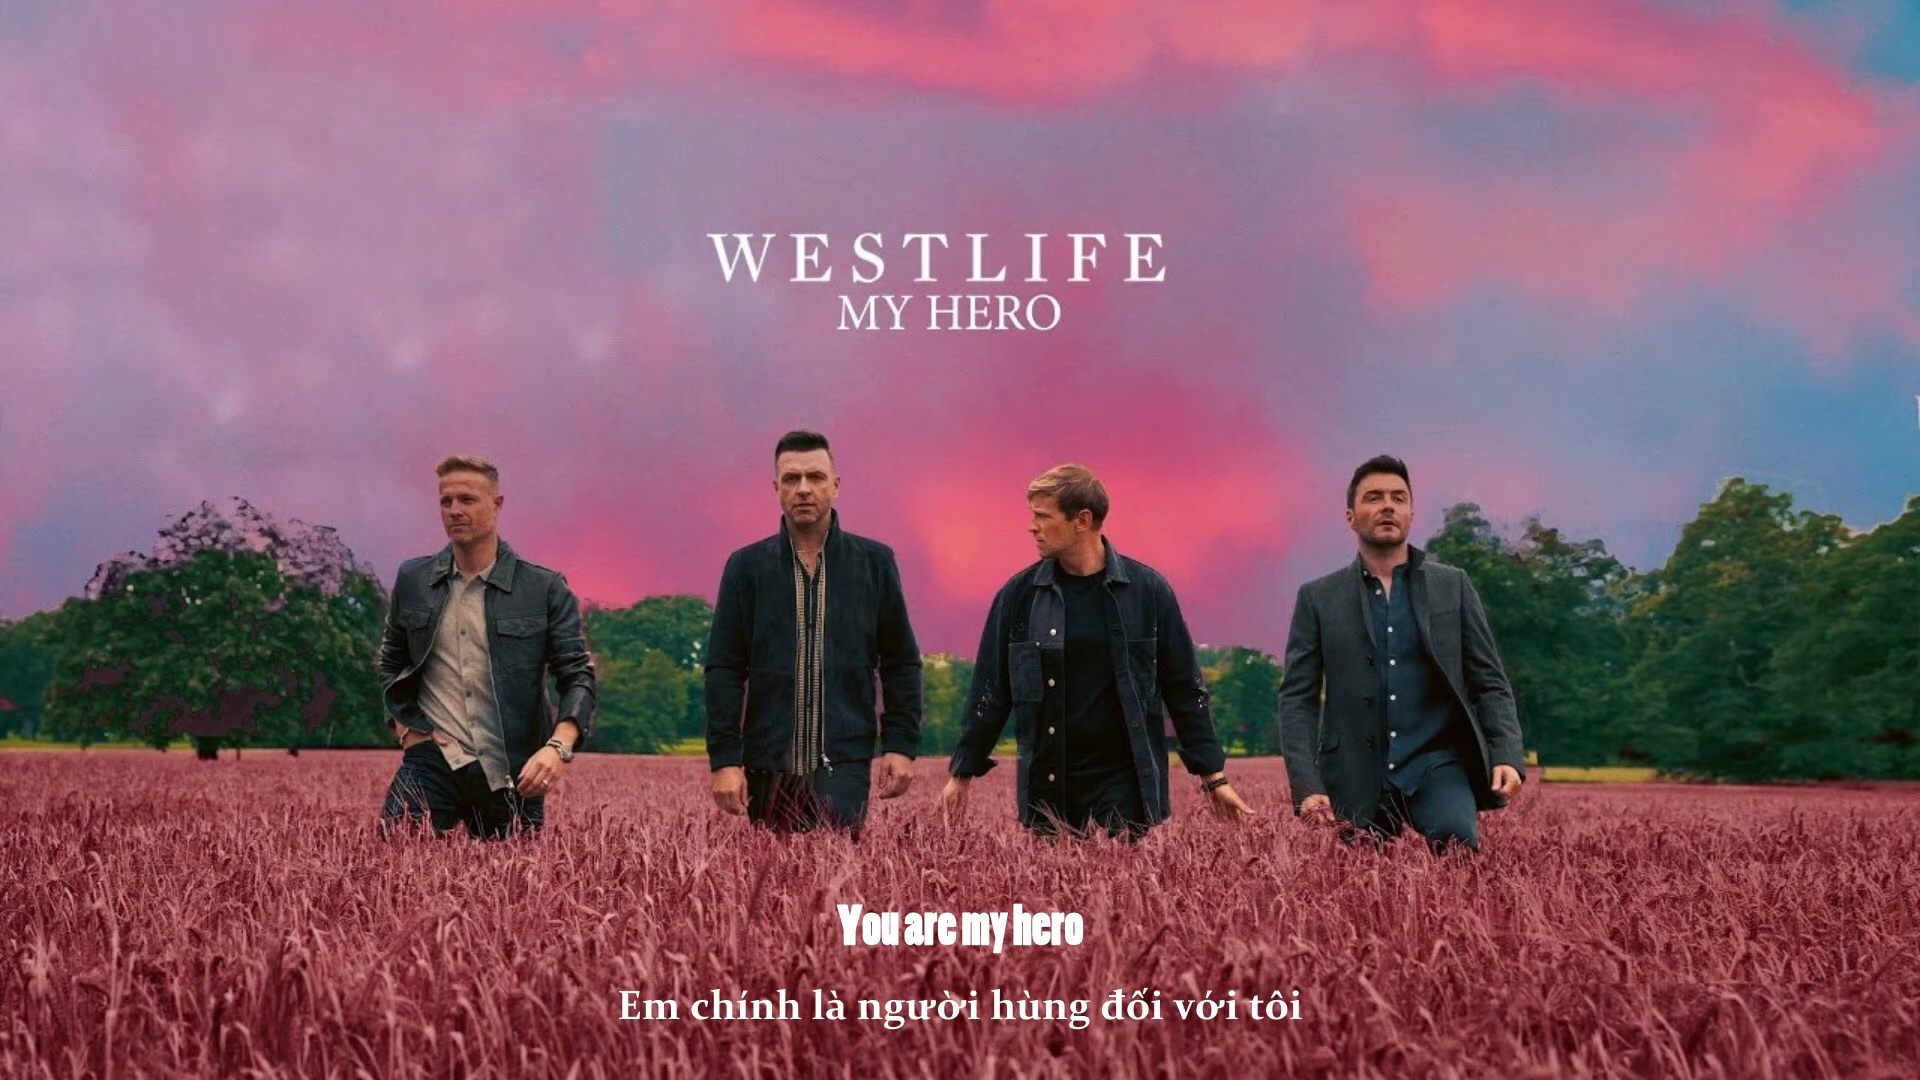 WESTLIFE
MY HERO
You are my hero
Em chính là người hùng đối với tôi